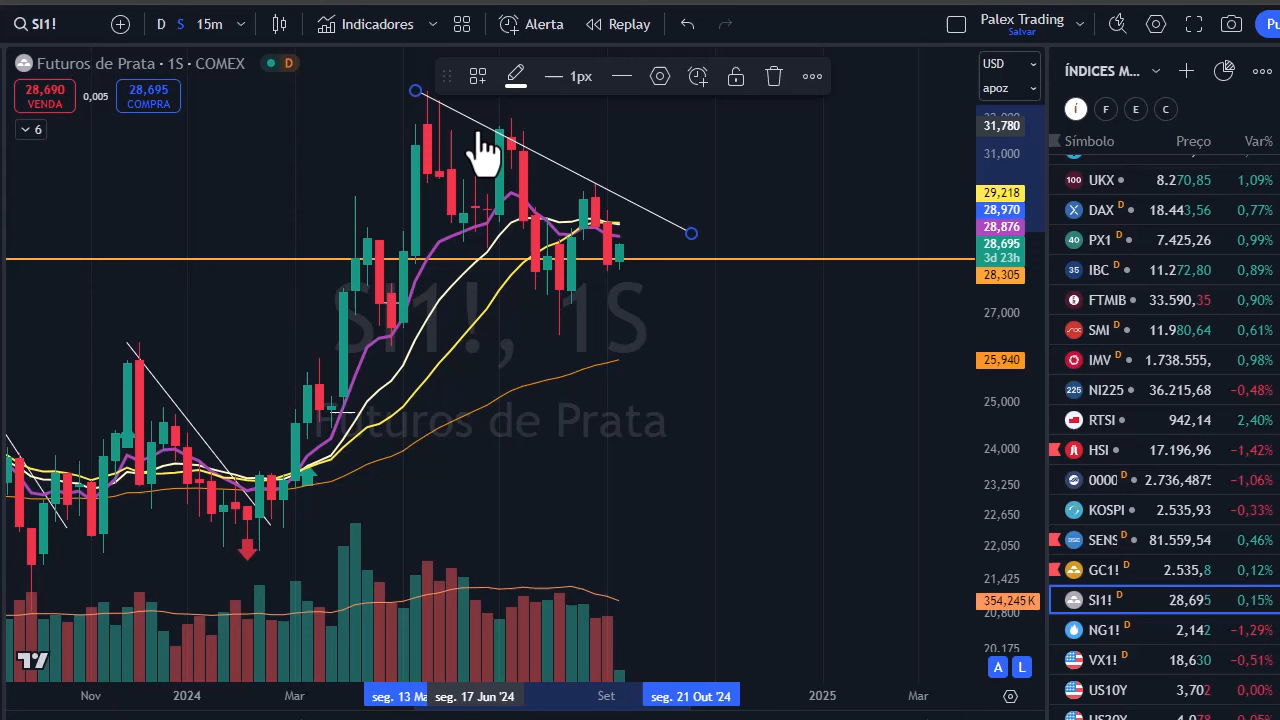 SI1!
D S 15m
Indicadores
Alerta
Replay
Palex Trading
Salvar
Futuros de Prata · 1S · COMEX
D
28,690
VENDA
0,005
28,695
COMPRA
6
1px
USD
apoz
31,780
31,000
29,218
28,970
28,876
28,695
3d 23h
28,305
27,000
25,940
25,000
24,000
23,250
22,650
22,050
21,425
354,245 K
20,800
20,175
SI1!, 1S
Futuros de Prata
Nov
2024
Mar
seg. 13 Ma
seg. 17 Jun '24
Set
seg. 21 Out '24
2025
Mar
A L
ÍNDICES M...
Í F E C
Símbolo Preço Var%
100 UKX 8.270,85 1,09%
DAX D 18.443,56 0,77%
40 PX1 D 7.425,26 0,99%
35 IBC D 11.272,80 0,89%
FTMIB 33.590,35 0,90%
SMI D 11.980,64 0,61%
IMV D 1.738.555, 0,98%
225 NI225 36.215,68 −0,48%
RTSI 942,14 2,40%
HSI 17.196,96 −1,42%
0000 2.736,4875 −1,06%
KOSPI 2.535,93 −0,33%
SENS 81.559,54 0,46%
GC1! D 2.535,8 0,12%
SI1! D 28,695 0,15%
NG1! D 2,142 −1,29%
VX1! D 18,630 −0,51%
US10Y 3,702 0,00%